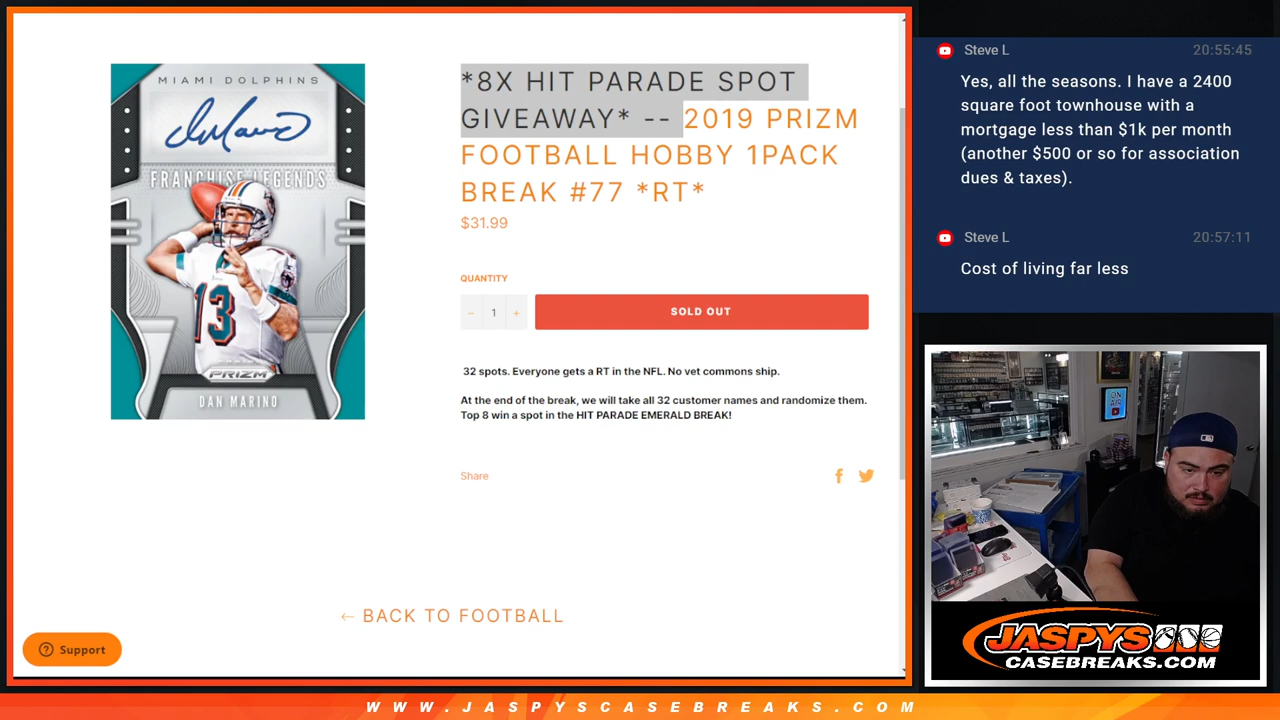 MIAMI DOLPHINS
FRANCHISE LEGENDS
13
PRIZM
DAN MARINO
*8X HIT PARADE SPOT
GIVEAWAY* -- 2019 PRIZM
FOOTBALL HOBBY 1PACK
BREAK #77 *RT*
$31.99
QUANTITY
− 1 +
SOLD OUT
32 spots. Everyone gets a RT in the NFL. No vet commons ship.
At the end of the break, we will take all 32 customer names and randomize them.
Top 8 win a spot in the HIT PARADE EMERALD BREAK!
Share
← BACK TO FOOTBALL
Support
Steve L 20:55:45
Yes, all the seasons. I have a 2400
square foot townhouse with a
mortgage less than $1k per month
(another $500 or so for association
dues & taxes).
Steve L 20:57:11
Cost of living far less
ON
AIR
JASPYS
CASEBREAKS.COM
WWW.JASPYSCASEBREAKS.COM